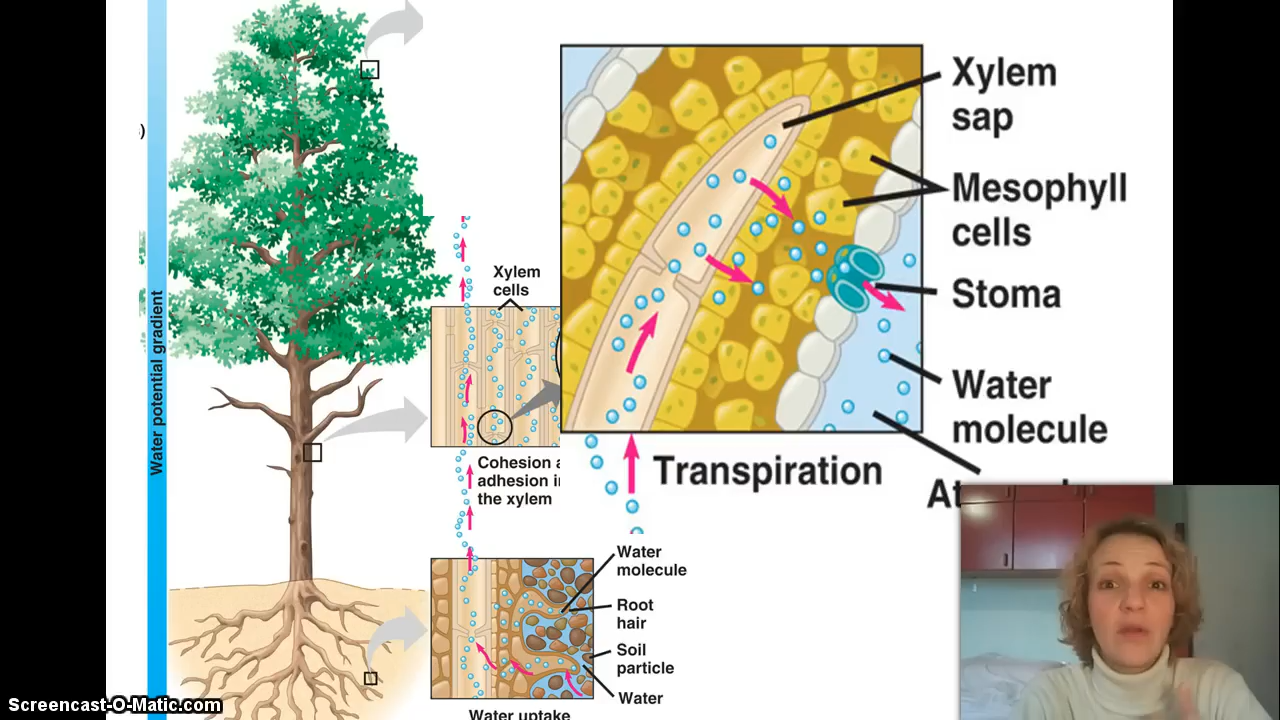 Xylem
sap
Mesophyll
cells
Stoma
Water
molecule
Transpiration
Water potential gradient
Xylem
cells
Cohesion
adhesion
the xylem
Water
molecule
Root
hair
Soil
particle
Water
Water uptake
Screencast-O-Matic.com